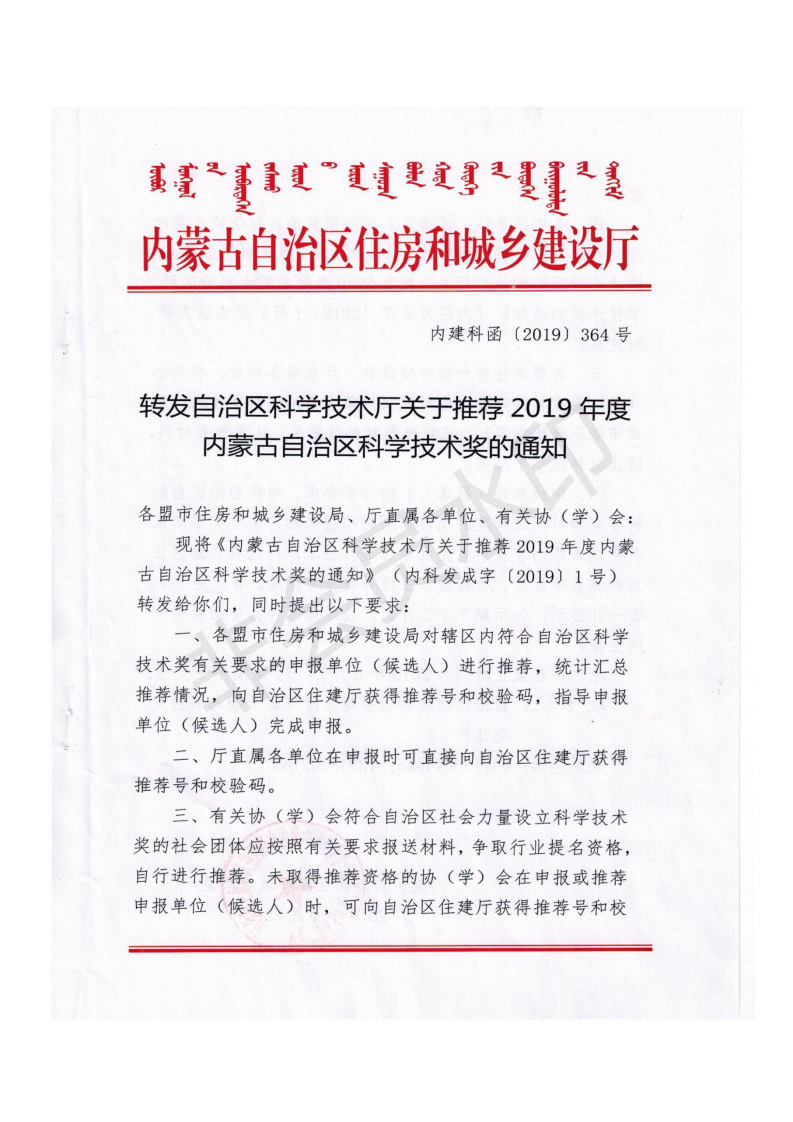 内蒙古自治区住房和城乡建设厅
内建科函〔2019〕364号
转发自治区科学技术厅关于推荐 2019 年度
内蒙古自治区科学技术奖的通知
各盟市住房和城乡建设局、厅直属各单位、有关协（学）会：
现将《内蒙古自治区科学技术厅关于推荐 2019 年度内蒙
古自治区科学技术奖的通知》（内科发成字〔2019〕1 号）
转发给你们，同时提出以下要求：
一、各盟市住房和城乡建设局对辖区内符合自治区科学
技术奖有关要求的申报单位（候选人）进行推荐，统计汇总
推荐情况，向自治区住建厅获得推荐号和校验码，指导申报
单位（候选人）完成申报。
二、厅直属各单位在申报时可直接向自治区住建厅获得
推荐号和校验码。
三、有关协（学）会符合自治区社会力量设立科学技术
奖的社会团体应按照有关要求报送材料，争取行业提名资格，
自行进行推荐。未取得推荐资格的协（学）会在申报或推荐
申报单位（候选人）时，可向自治区住建厅获得推荐号和校
非会员水印